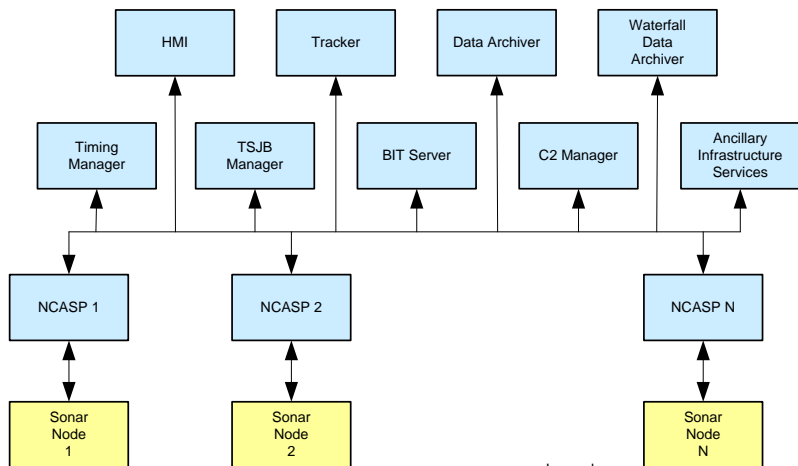 HMI
Tracker
Data Archiver
Waterfall
Data
Archiver
Timing
Manager
TSJB
Manager
BIT Server
C2 Manager
Ancillary
Infrastructure
Services
NCASP 1
NCASP 2
NCASP N
Sonar
Node
1
Sonar
Node
2
Sonar
Node
N